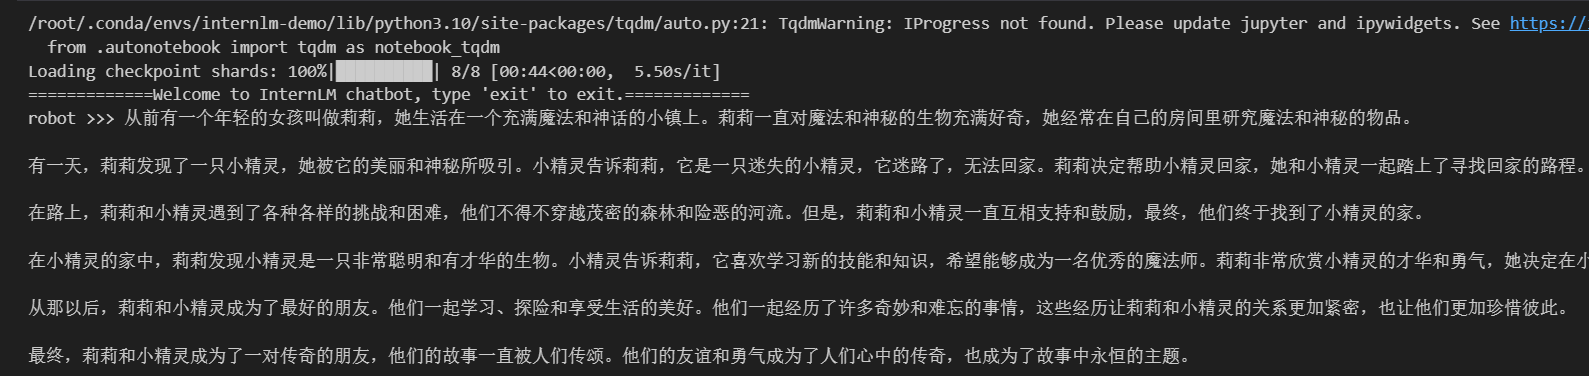 /root/.conda/envs/internlm-demo/lib/python3.10/site-packages/tqdm/auto.py:21: TqdmWarning: IProgress not found. Please update jupyter and ipywidgets. See https://
from .autonotebook import tqdm as notebook_tqdm
Loading checkpoint shards: 100%|██████████| 8/8 [00:44<00:00,  5.50s/it]
=============Welcome to InternLM chatbot, type 'exit' to exit.=============
robot >>> 从前有一个年轻的女孩叫做莉莉，她生活在一个充满魔法和神话的小镇上。莉莉一直对魔法和神秘的生物充满好奇，她经常在自己的房间里研究魔法和神秘的物品。
有一天，莉莉发现了一只小精灵，她被它的美丽和神秘所吸引。小精灵告诉莉莉，它是一只迷失的小精灵，它迷路了，无法回家。莉莉决定帮助小精灵回家，她和小精灵一起踏上了寻找回家的路程。
在路上，莉莉和小精灵遇到了各种各样的挑战和困难，他们不得不穿越茂密的森林和险恶的河流。但是，莉莉和小精灵一直互相支持和鼓励，最终，他们终于找到了小精灵的家。
在小精灵的家中，莉莉发现小精灵是一只非常聪明和有才华的生物。小精灵告诉莉莉，它喜欢学习新的技能和知识，希望能够成为一名优秀的魔法师。莉莉非常欣赏小精灵的才华和勇气，她决定在小
从那以后，莉莉和小精灵成为了最好的朋友。他们一起学习、探险和享受生活的美好。他们一起经历了许多奇妙和难忘的事情，这些经历让莉莉和小精灵的关系更加紧密，也让他们更加珍惜彼此。
最终，莉莉和小精灵成为了一对传奇的朋友，他们的故事一直被人们传颂。他们的友谊和勇气成为了人们心中的传奇，也成为了故事中永恒的主题。